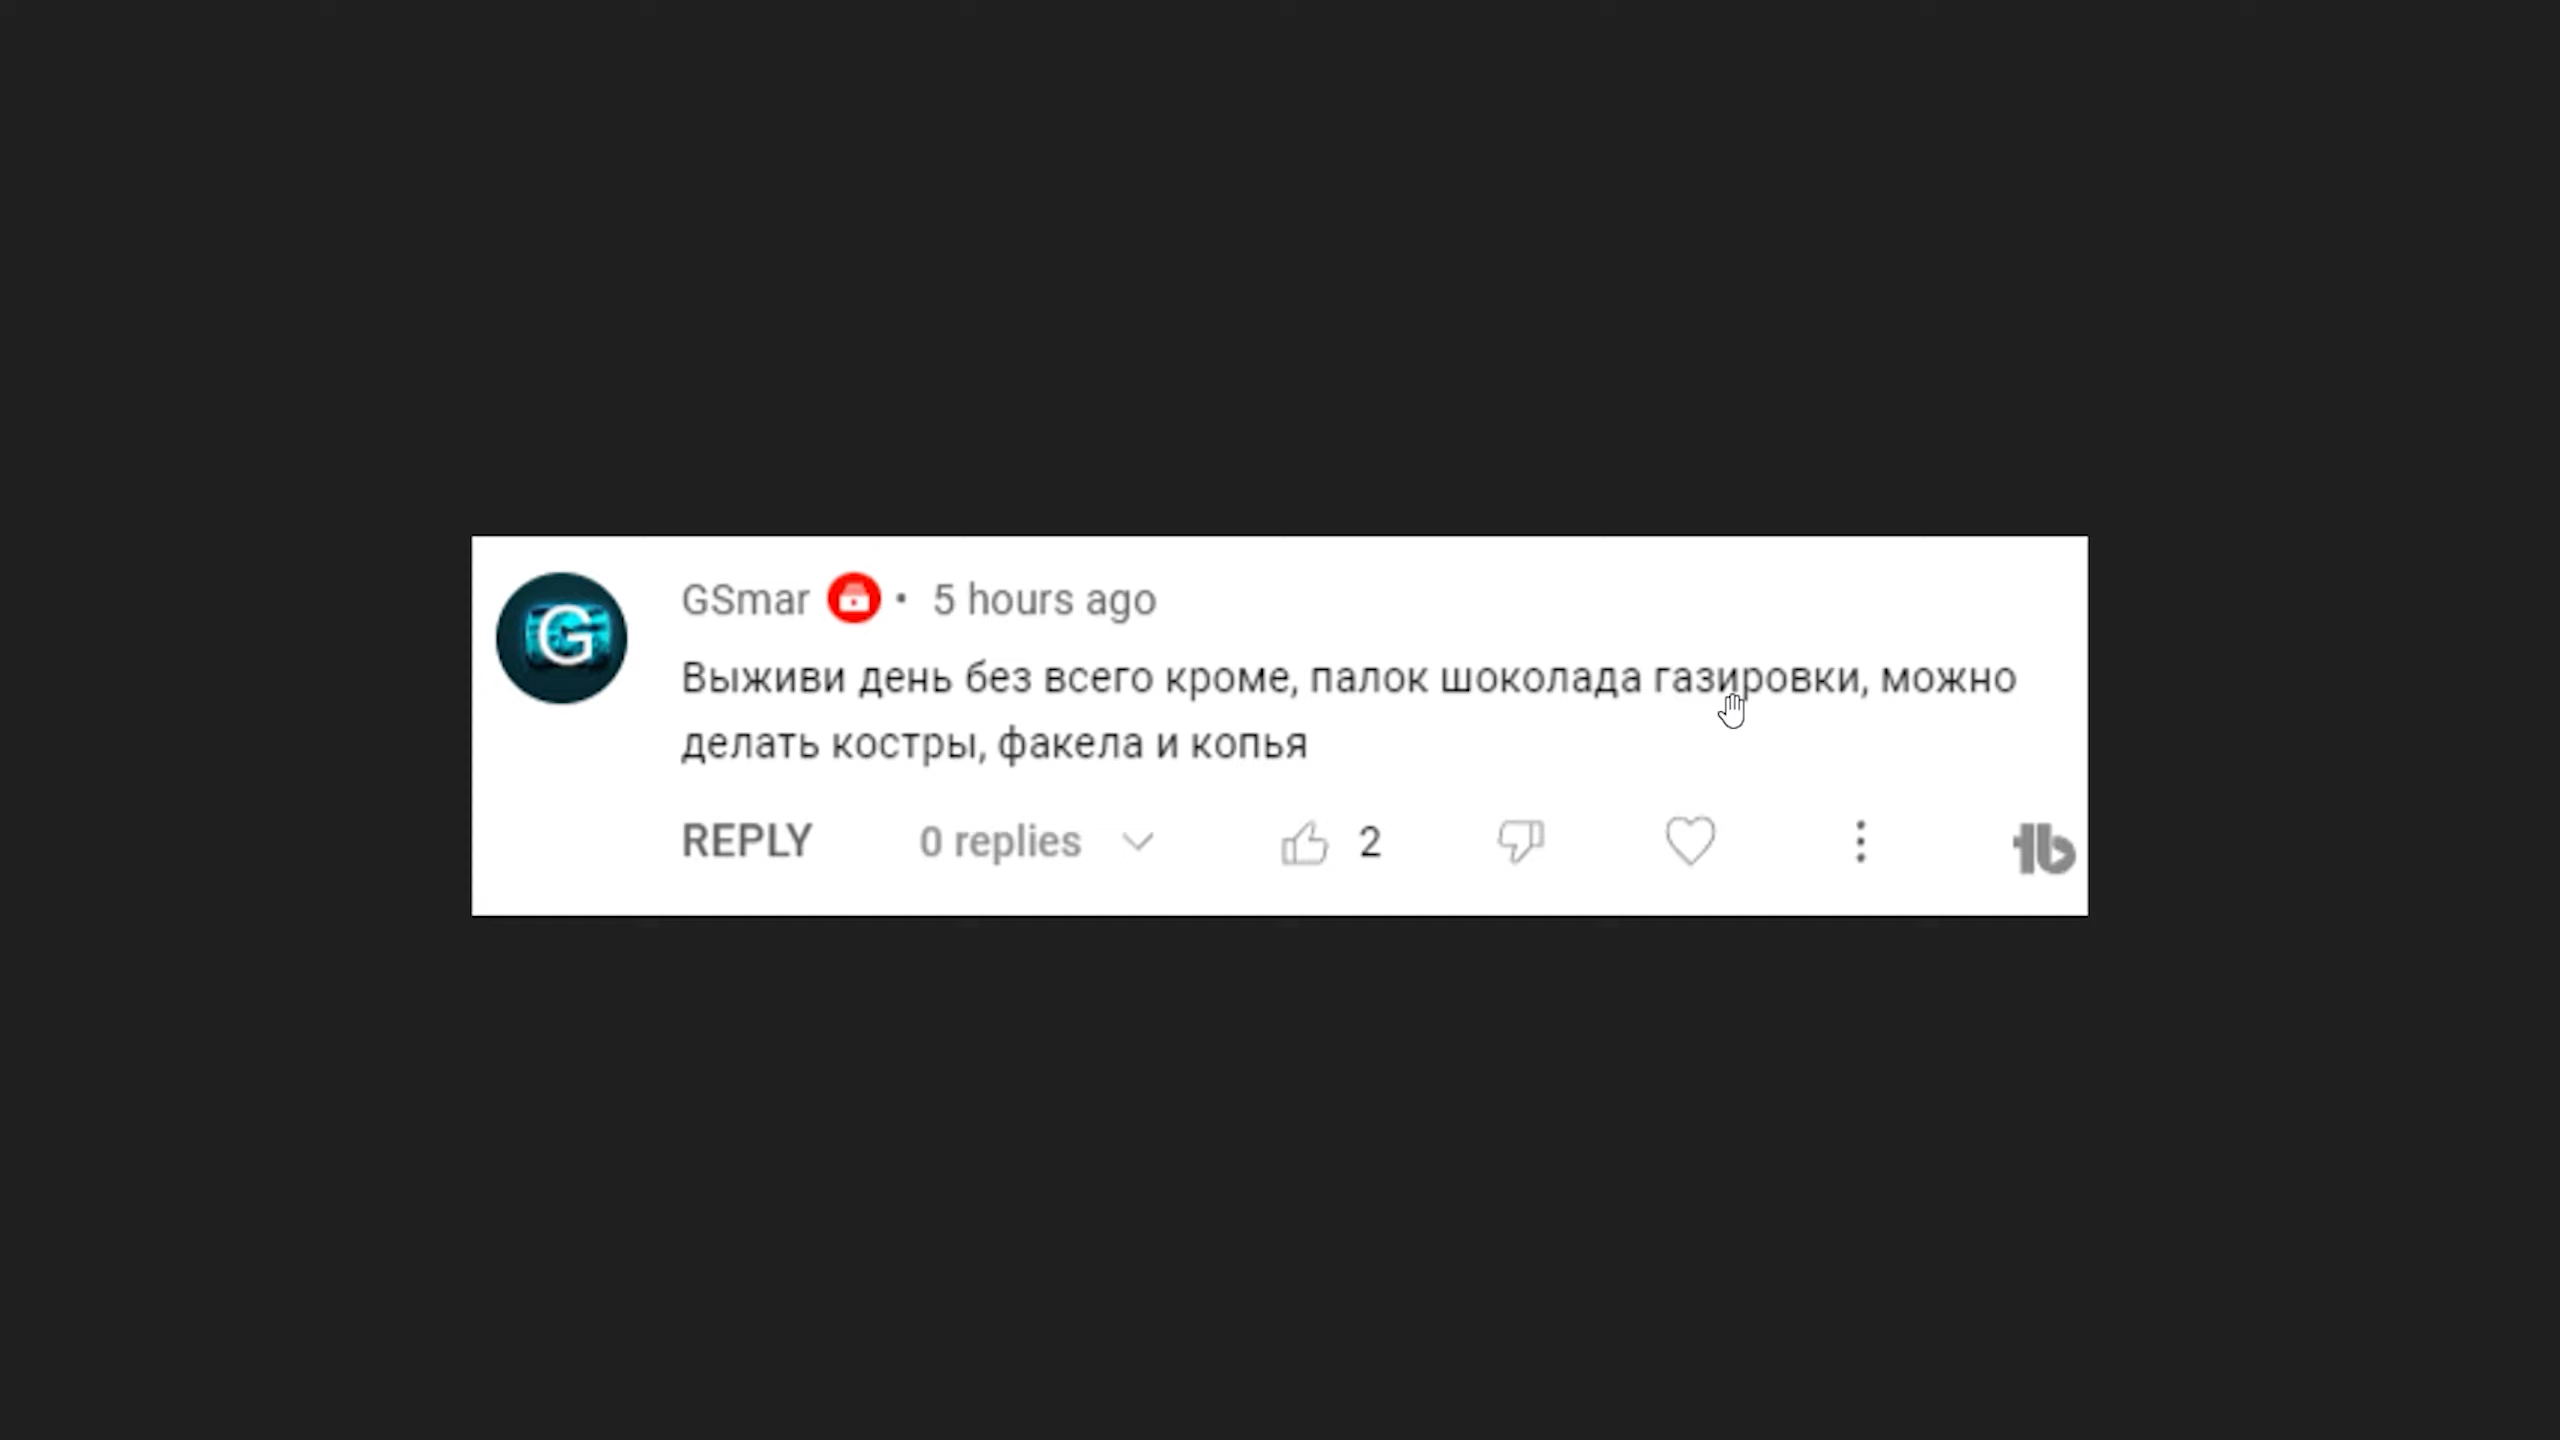 GSmar • 5 hours ago
Выживи день без всего кроме, палок шоколада газировки, можно
делать костры, факела и копья
REPLY 0 replies 2